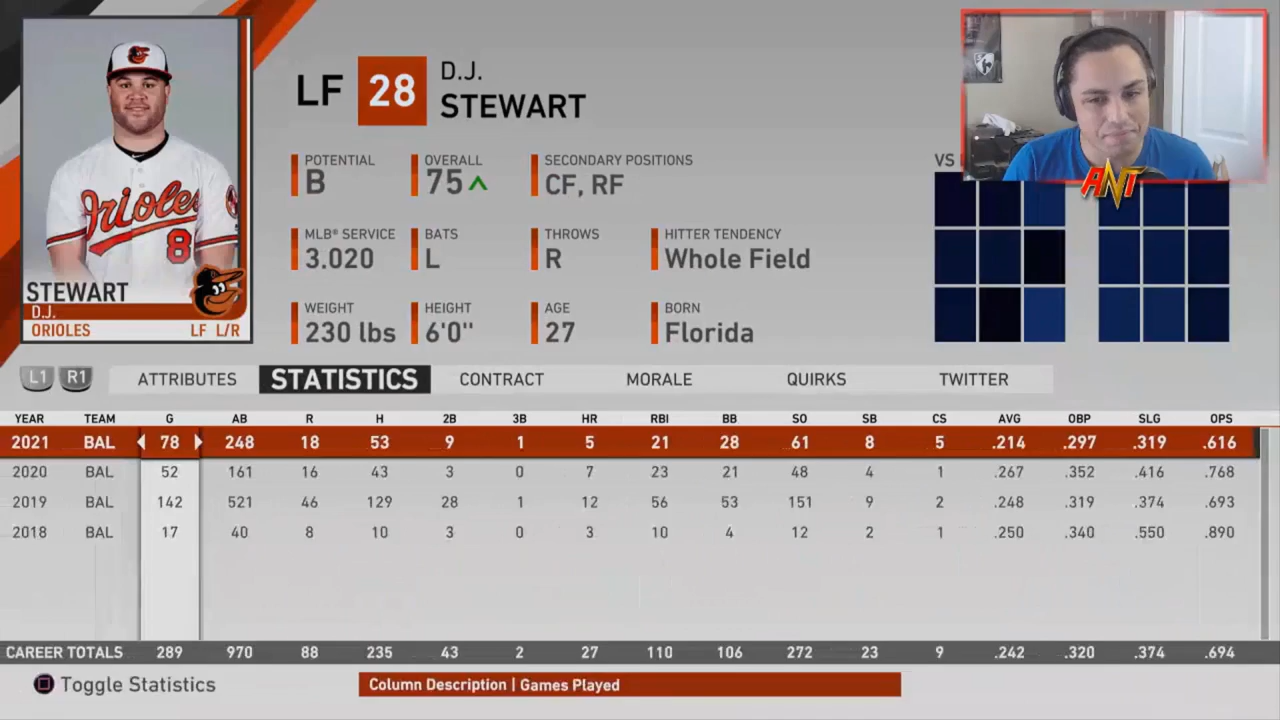 LF 28 D.J. STEWART
POTENTIAL OVERALL SECONDARY POSITIONS
B 75 CF, RF
MLB® SERVICE BATS THROWS HITTER TENDENCY
3.020 L R Whole Field
WEIGHT HEIGHT AGE BORN
230 lbs 6'0" 27 Florida
VS
ANT
Orioles
8
STEWART
D.J.
ORIOLES LF L/R
L1 R1 ATTRIBUTES STATISTICS CONTRACT MORALE QUIRKS TWITTER
YEAR TEAM G AB R H 2B 3B HR RBI BB SO SB CS AVG OBP SLG OPS
2021 BAL 78 248 18 53 9 1 5 21 28 61 8 5 .214 .297 .319 .616
2020 BAL 52 161 16 43 3 0 7 23 21 48 4 1 .267 .352 .416 .768
2019 BAL 142 521 46 129 28 1 12 56 53 151 9 2 .248 .319 .374 .693
2018 BAL 17 40 8 10 3 0 3 10 4 12 2 1 .250 .340 .550 .890
CAREER TOTALS 289 970 88 235 43 2 27 110 106 272 23 9 .242 .320 .374 .694
Toggle Statistics
Column Description | Games Played